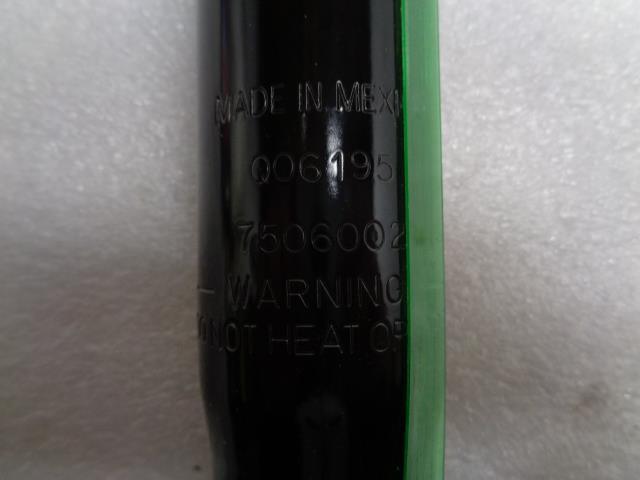 MADE IN MEXI
Q06195
7506002
- WARNING
NOT HEAT OR